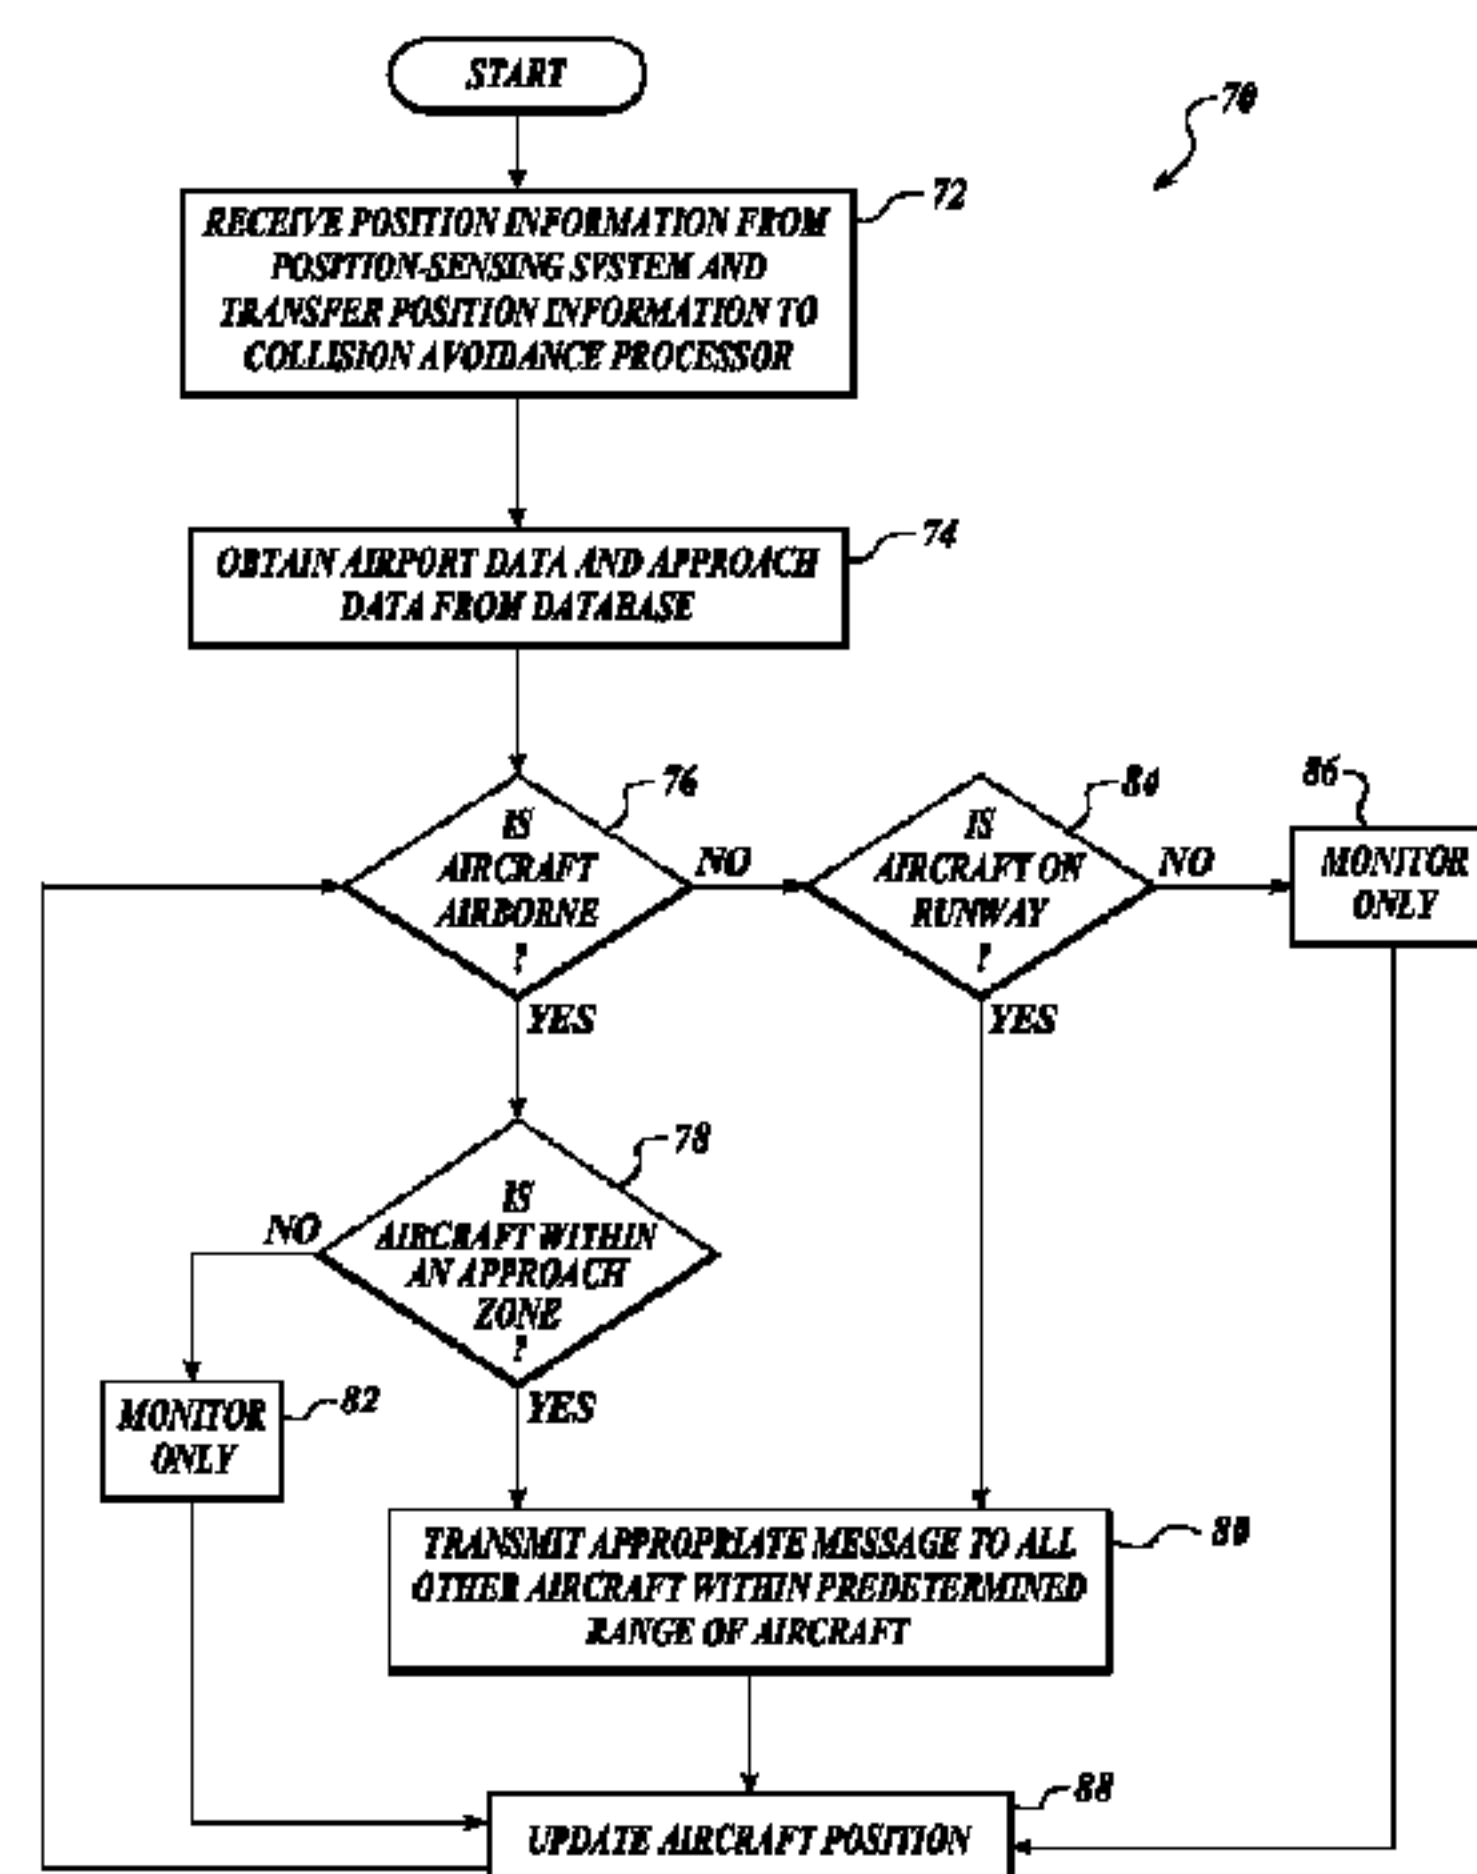 START
70
72
RECEIVE POSITION INFORMATION FROM
POSITION-SENSING SYSTEM AND
TRANSFER POSITION INFORMATION TO
COLLISION AVOIDANCE PROCESSOR
74
OBTAIN AIRPORT DATA AND APPROACH
DATA FROM DATABASE
76
IS
AIRCRAFT
AIRBORNE
?
NO
YES
84
IS
AIRCRAFT ON
RUNWAY
?
NO
YES
86
MONITOR
ONLY
78
IS
AIRCRAFT WITHIN
AN APPROACH
ZONE
?
NO
YES
82
MONITOR
ONLY
80
TRANSMIT APPROPRIATE MESSAGE TO ALL
OTHER AIRCRAFT WITHIN PREDETERMINED
RANGE OF AIRCRAFT
88
UPDATE AIRCRAFT POSITION